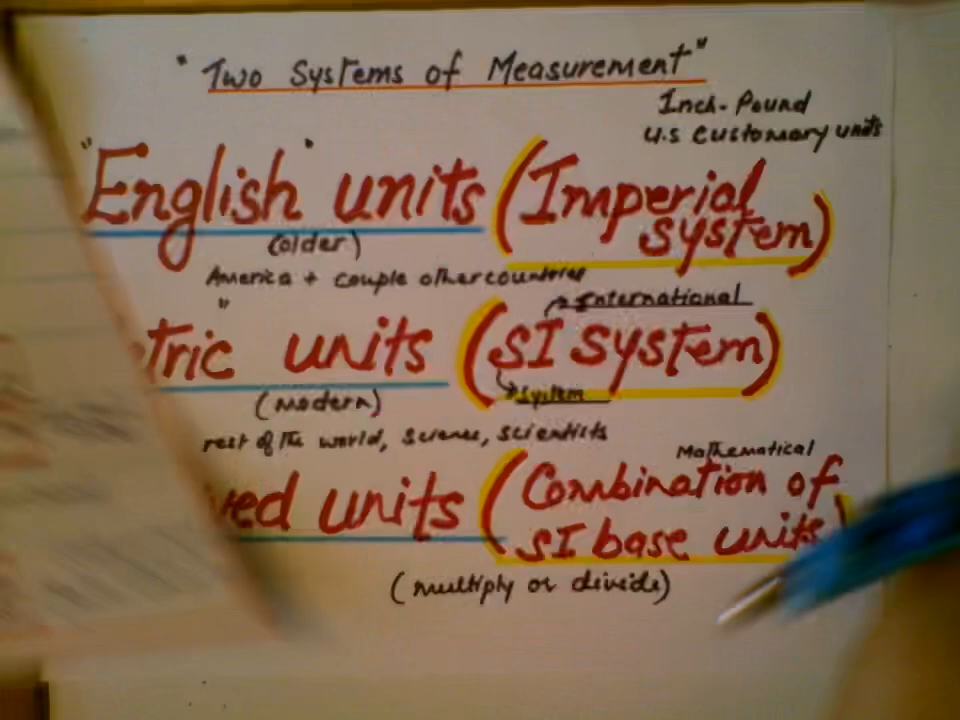 "Two Systems of Measurement"
Inch-Pound
U.S Customary units
"English" units (Imperial system)
(older)
America + couple other countries
International
"
tric units (SI System)
system
(Modern)
rest of the world, science, scientists
Mathematical
ved units (Combination of
SI base units)
(multiply or divide)